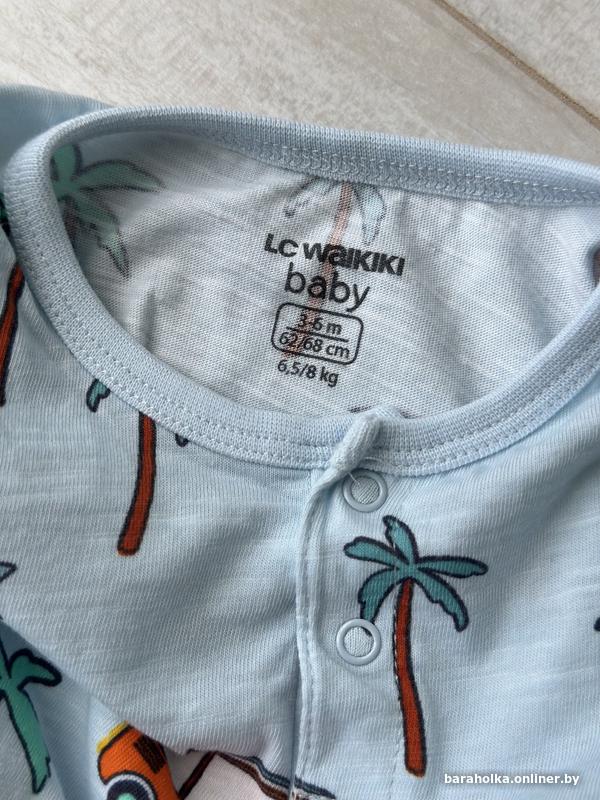 LC WAIKIKI
baby
3-6 m
62/68 cm
6,5/8 kg
baraholka.onliner.by